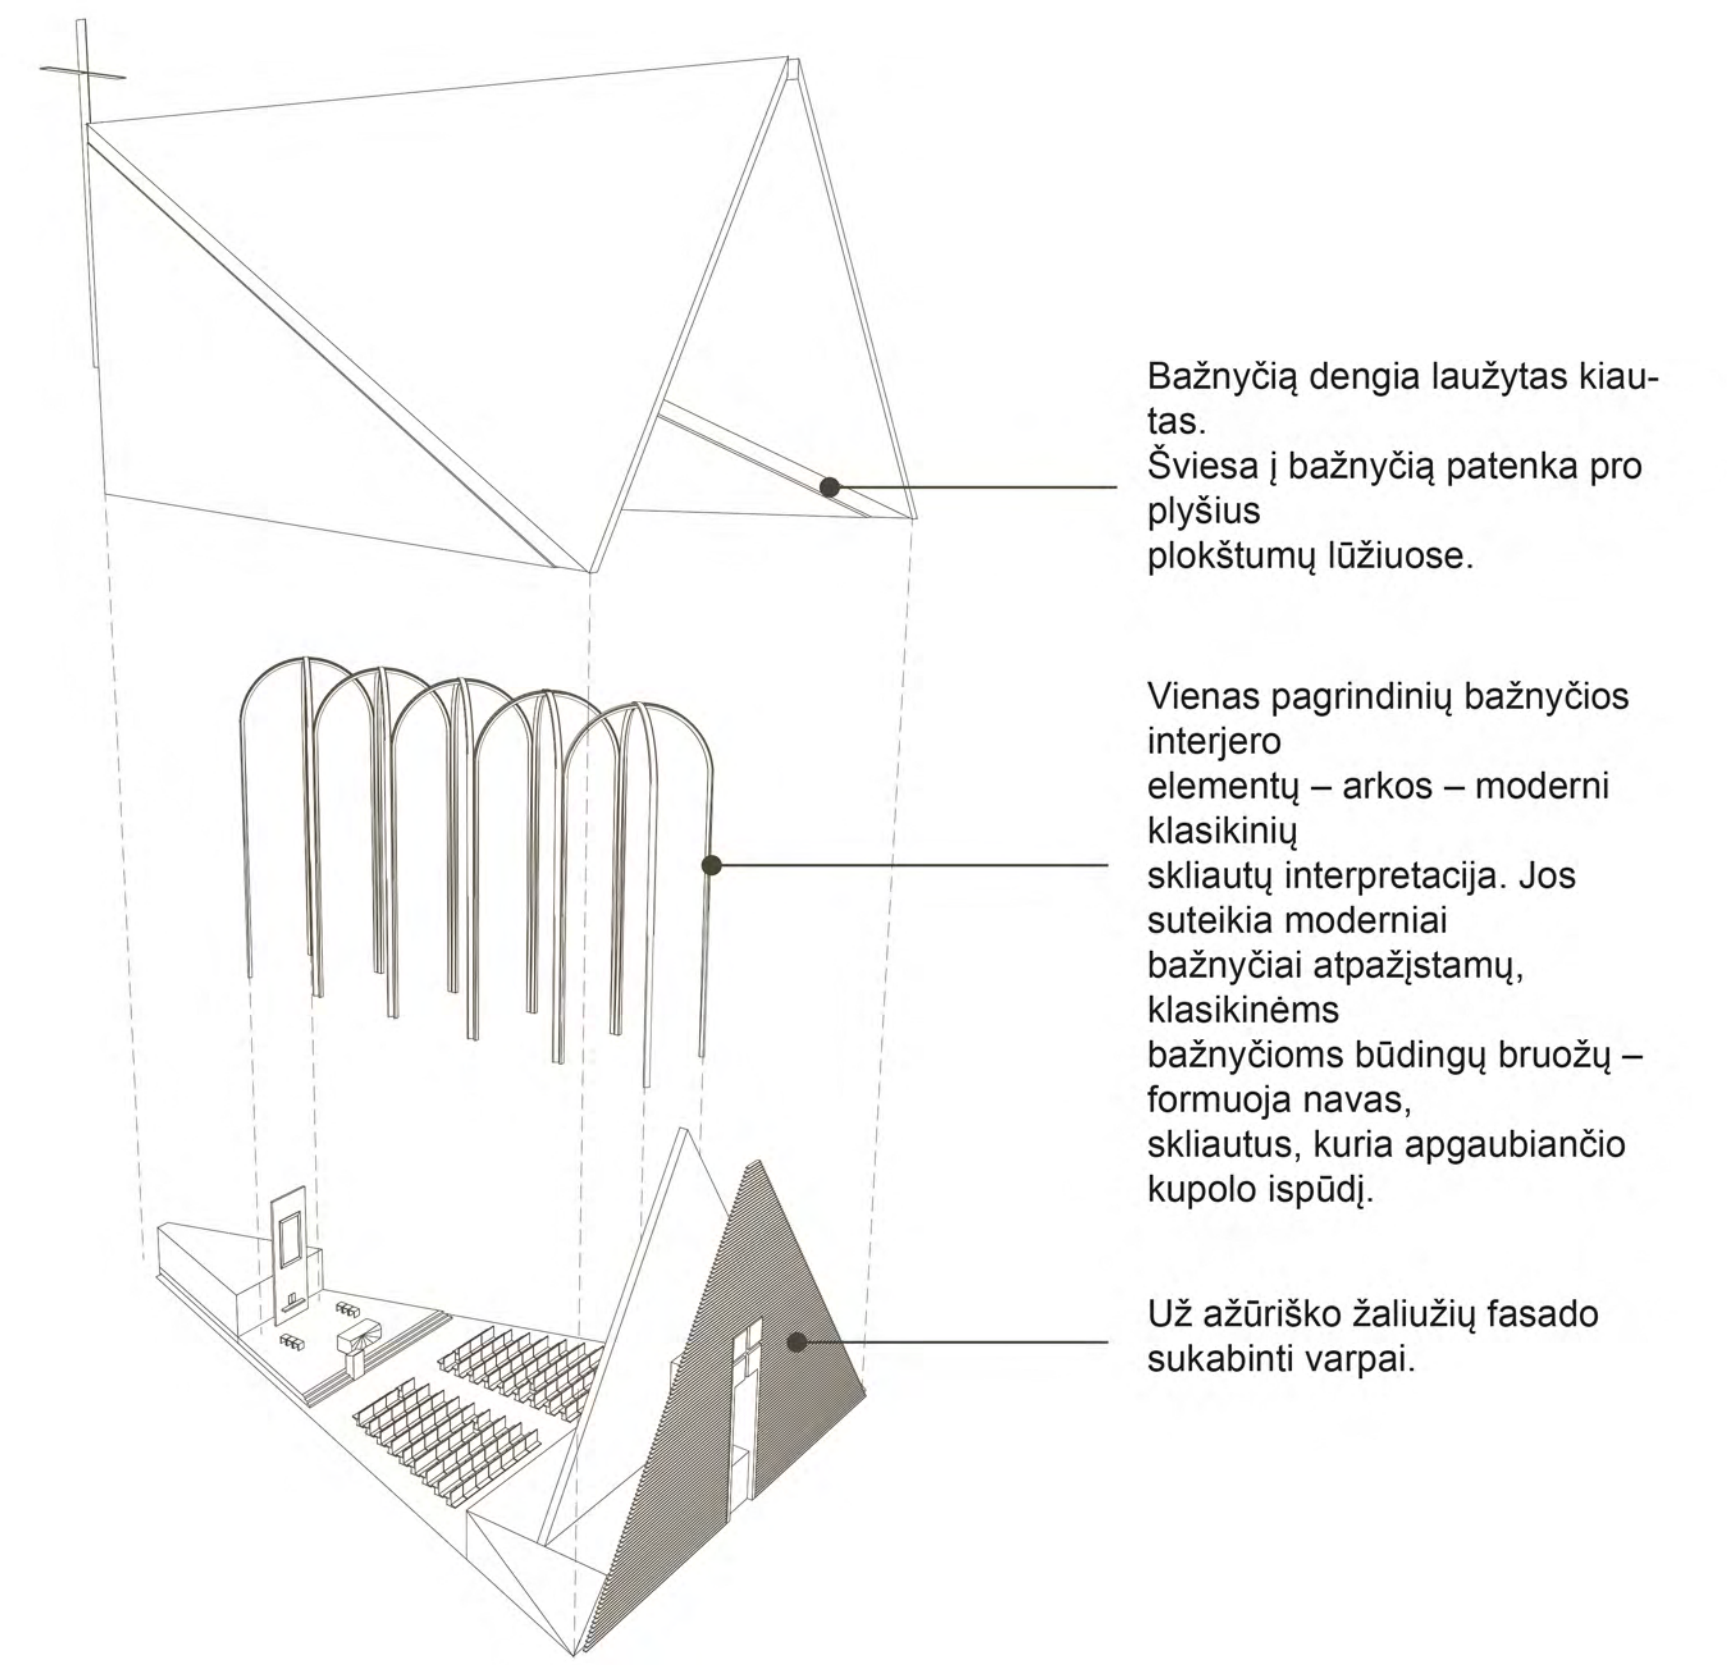 Bažnyčią dengia laužytas kiau-
tas.
Šviesa į bažnyčią patenka pro
plyšius
plokštumų lūžiuose.
Vienas pagrindinių bažnyčios
interjero
elementų – arkos – moderni
klasikinių
skliautų interpretacija. Jos
suteikia moderniai
bažnyčiai atpažįstamų,
klasikinėms
bažnyčioms būdingų bruožų –
formuoja navas,
skliautus, kuria apgaubiančio
kupolo ispūdį.
Už ažūriško žaliužių fasado
sukabinti varpai.